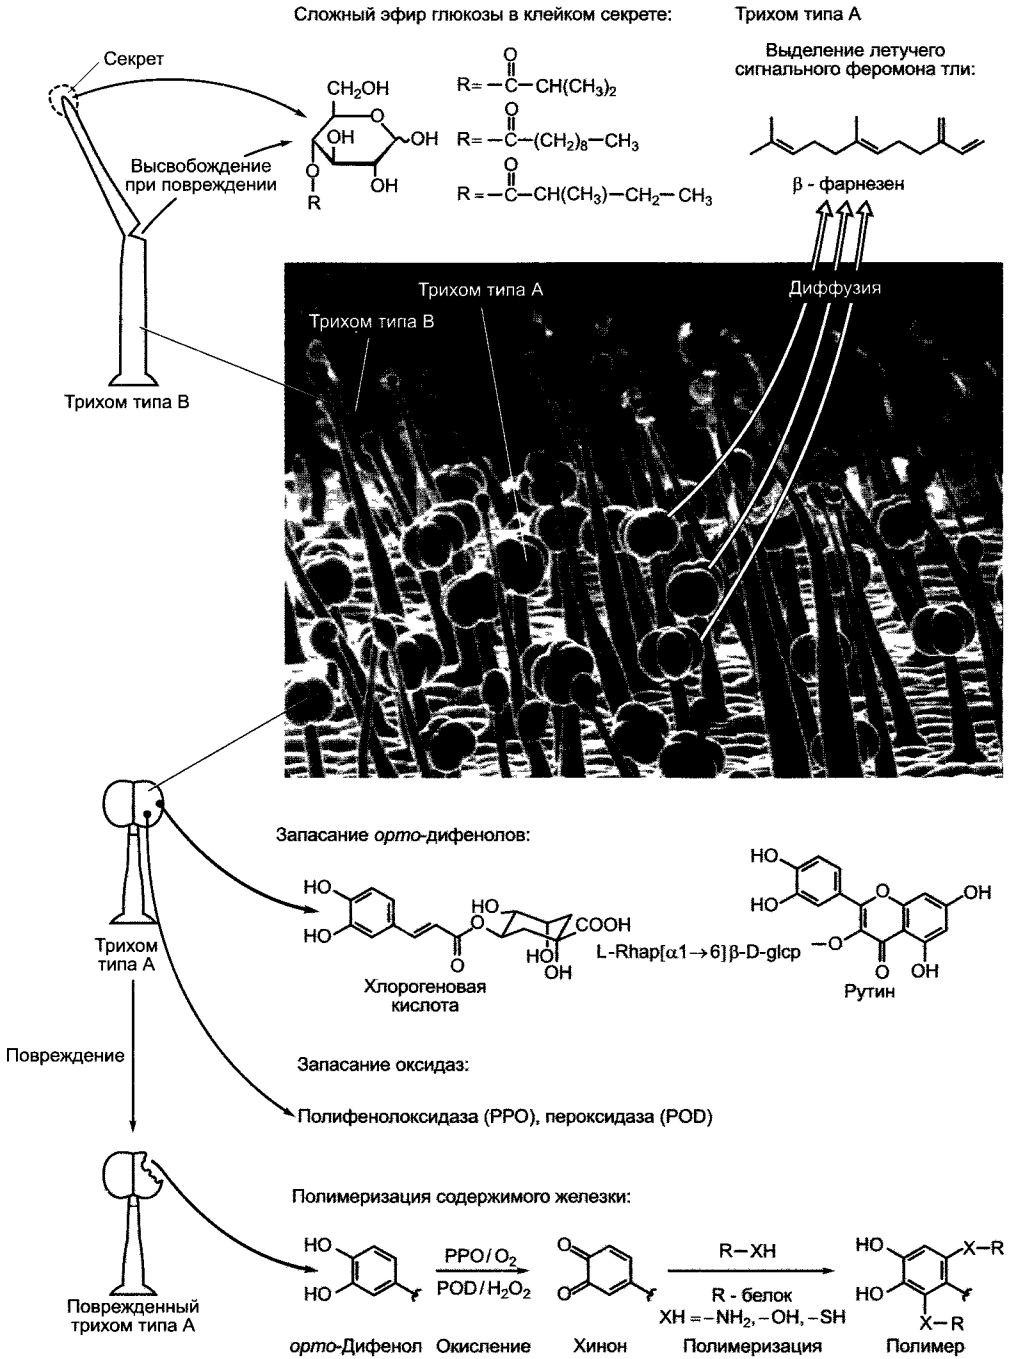 Сложный эфир глюкозы в клейком секрете:
Трихом типа А
Секрет
Выделение летучего
сигнального феромона тли:
CH₂OH
O
OH
OH
OH
O
R
R= –C–CH(CH₃)₂
O
R= –C–(CH₂)₈–CH₃
O
R= –C–CH(CH₃)–CH₂–CH₃
O
β - фарнезен
Высвобождение
при повреждении
Трихом типа В
Диффузия
Трихом типа А
Трихом типа В
Запасание орто-дифенолов:
HO
HO
O
O
HO
COOH
HO
OH
Хлорогеновая
кислота
HO
HO
O
OH
L-Rhap[α1→6]β-D-glcp
–O
O
OH
Рутин
Трихом
типа А
Повреждение
Запасание оксидаз:
Полифенолоксидаза (PPO), пероксидаза (POD)
Полимеризация содержимого железки:
HO
HO
PPO/O₂
POD/H₂O₂
O
O
R–XH
R - белок
XH =–NH₂,–OH,–SH
HO
HO
X–R
X–R
Поврежденный
трихом типа А
орто-Дифенол
Окисление
Хинон
Полимеризация
Полимер